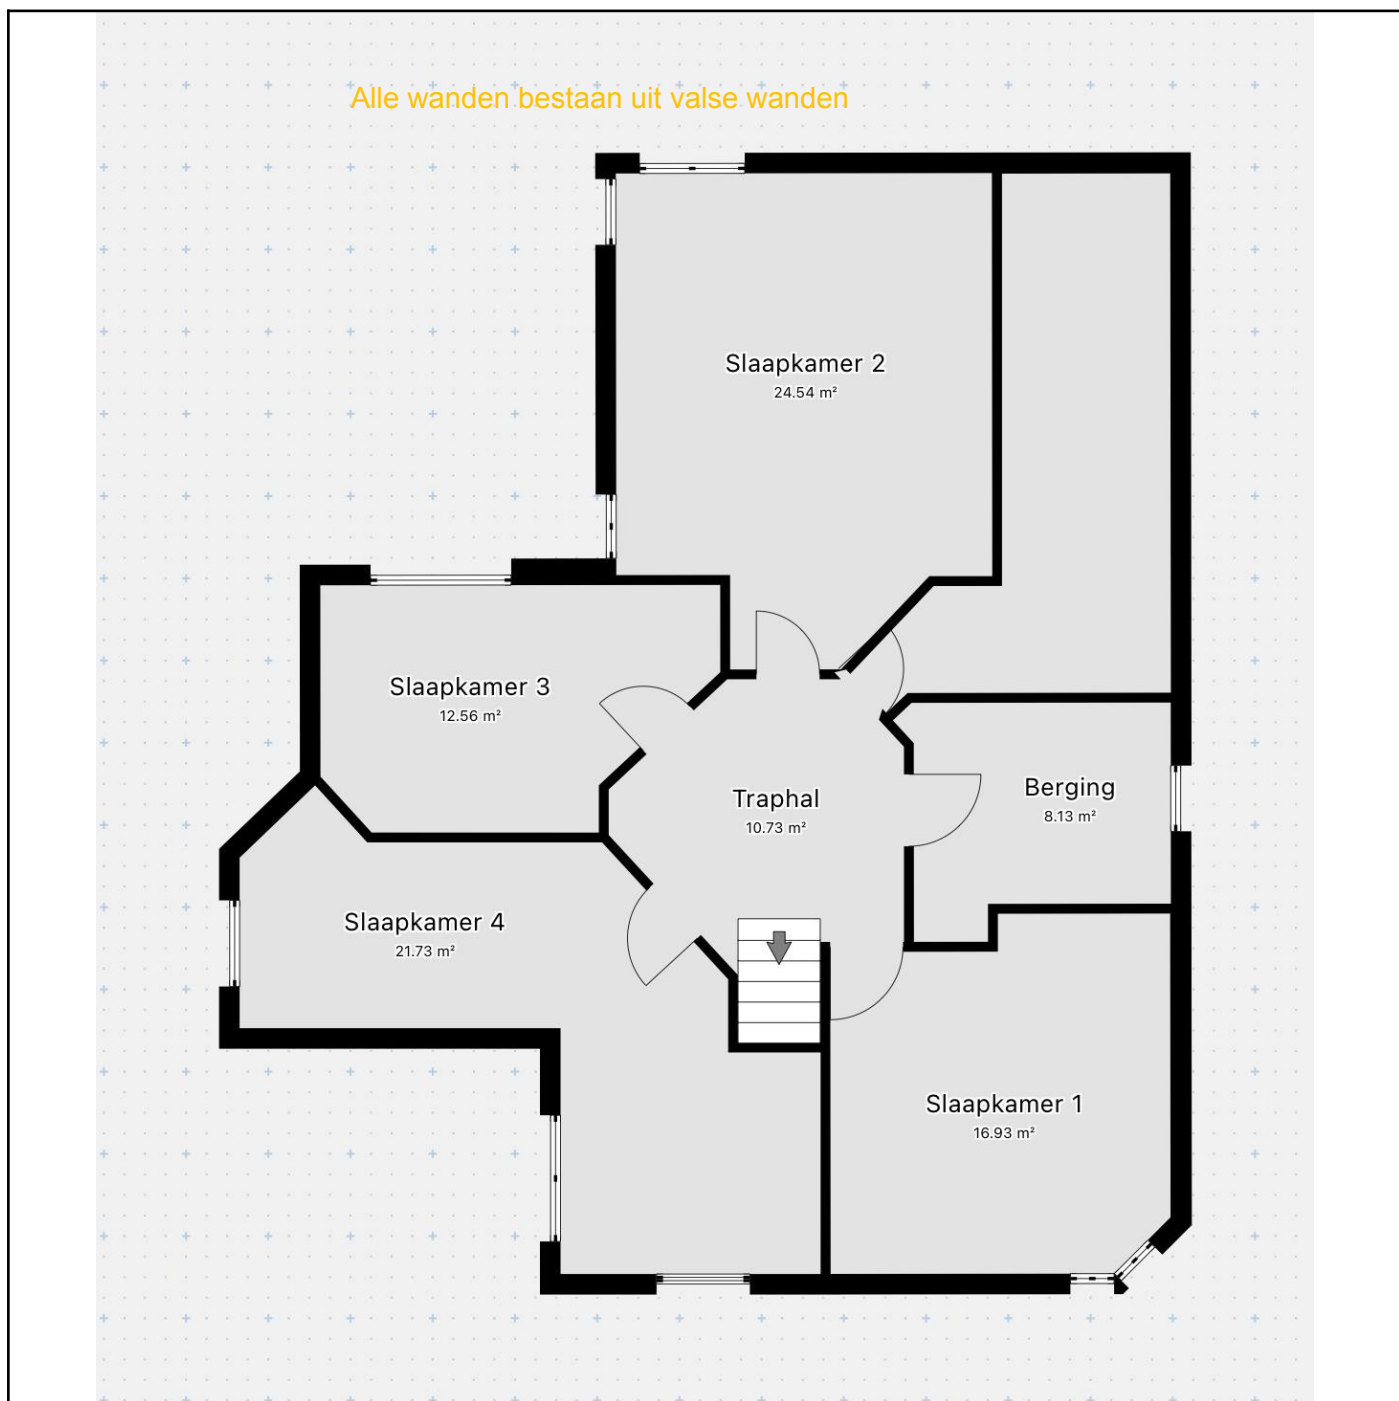 Alle wanden bestaan uit valse wanden
Slaapkamer 2
24.54 m²
Slaapkamer 3
12.56 m²
Traphal
10.73 m²
Berging
8.13 m²
Slaapkamer 4
21.73 m²
Slaapkamer 1
16.93 m²